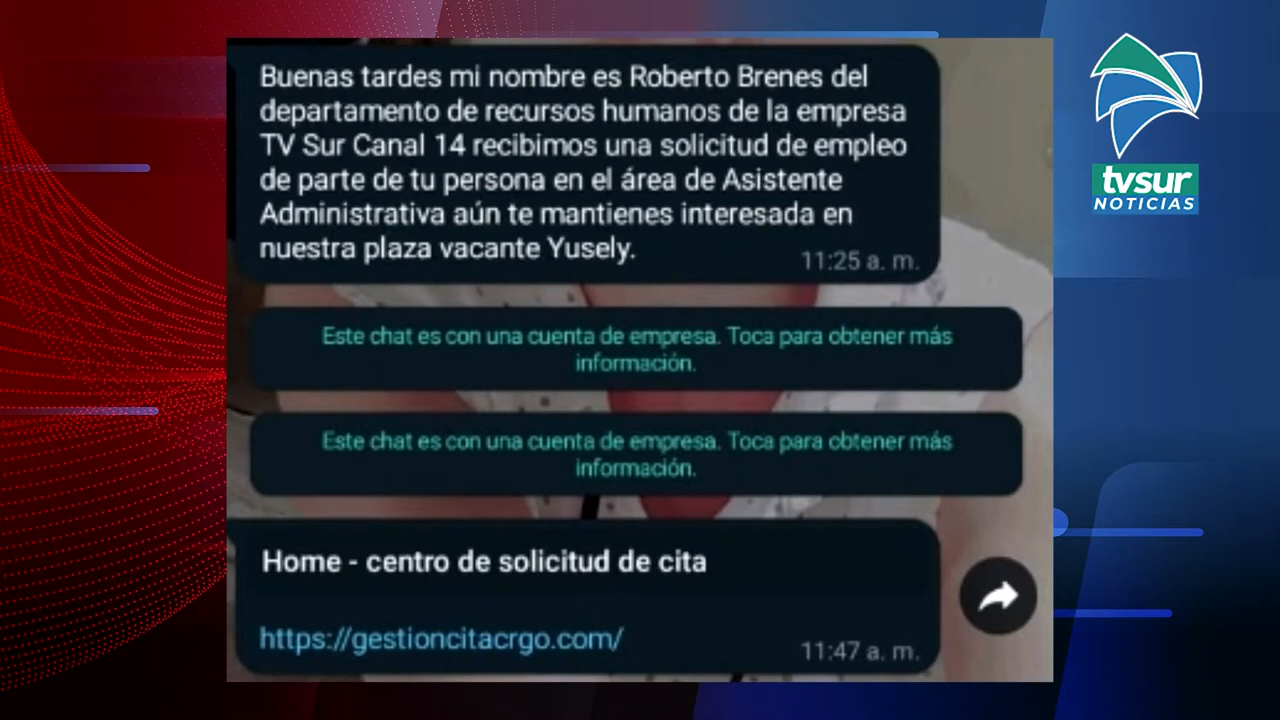 Buenas tardes mi nombre es Roberto Brenes del
departamento de recursos humanos de la empresa
TV Sur Canal 14 recibimos una solicitud de empleo
de parte de tu persona en el área de Asistente
Administrativa aún te mantienes interesada en
nuestra plaza vacante Yusely.
11:25 a. m.
Este chat es con una cuenta de empresa. Toca para obtener más
información.
Este chat es con una cuenta de empresa. Toca para obtener más
información.
Home - centro de solicitud de cita
https://gestioncitacrgo.com/
11:47 a. m.
tvsur
NOTICIAS